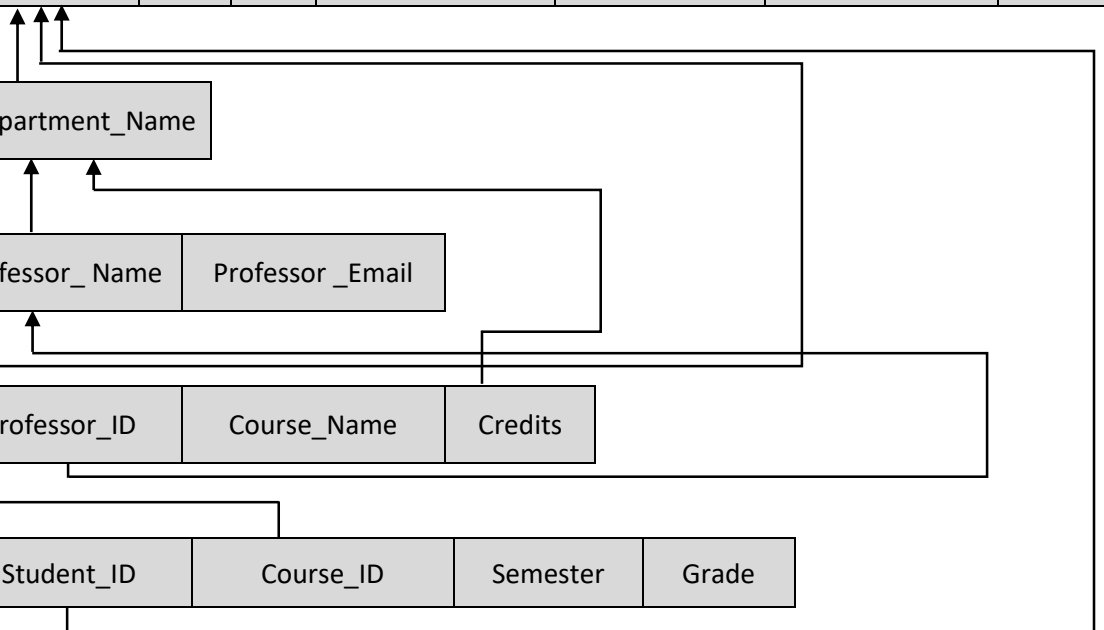 partment_Name
fessor_ Name Professor _Email
rofessor_ID Course_Name Credits
Student_ID Course_ID Semester Grade